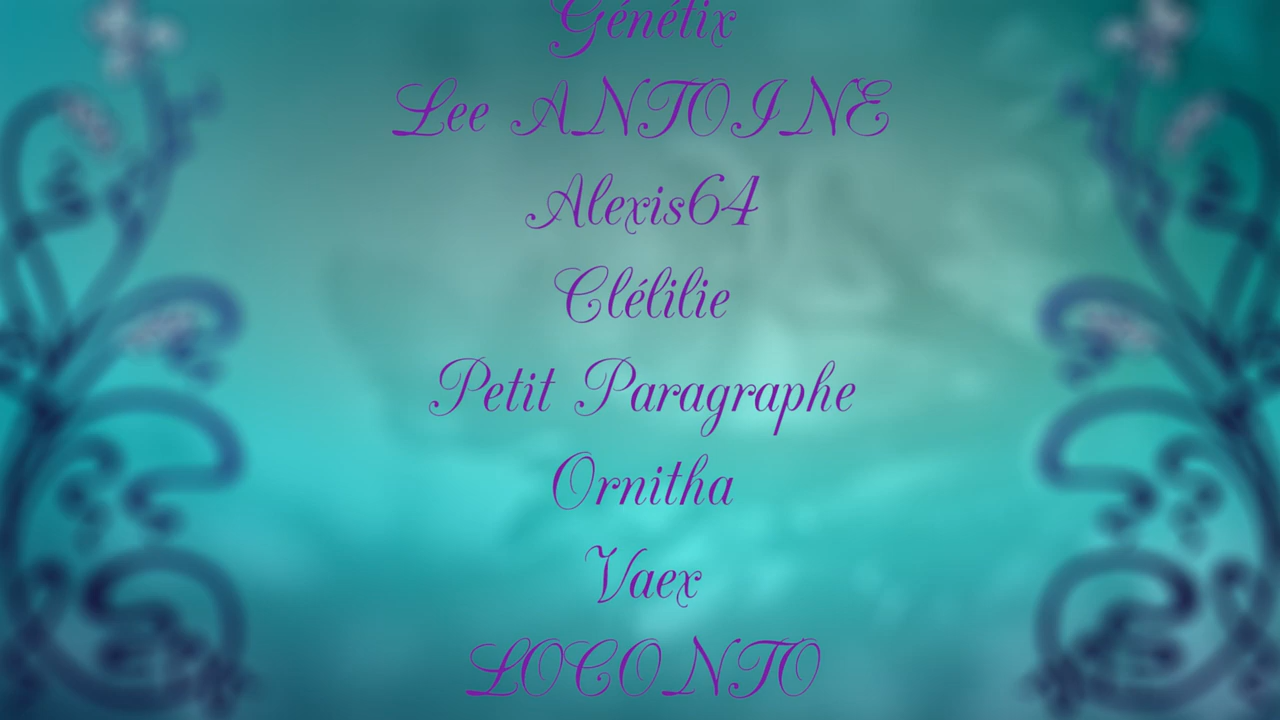 Génétix
Lee ANTOINE
Alexis64
Clélilie
Petit Paragraphe
Ornitha
Vaex
LOCONTO